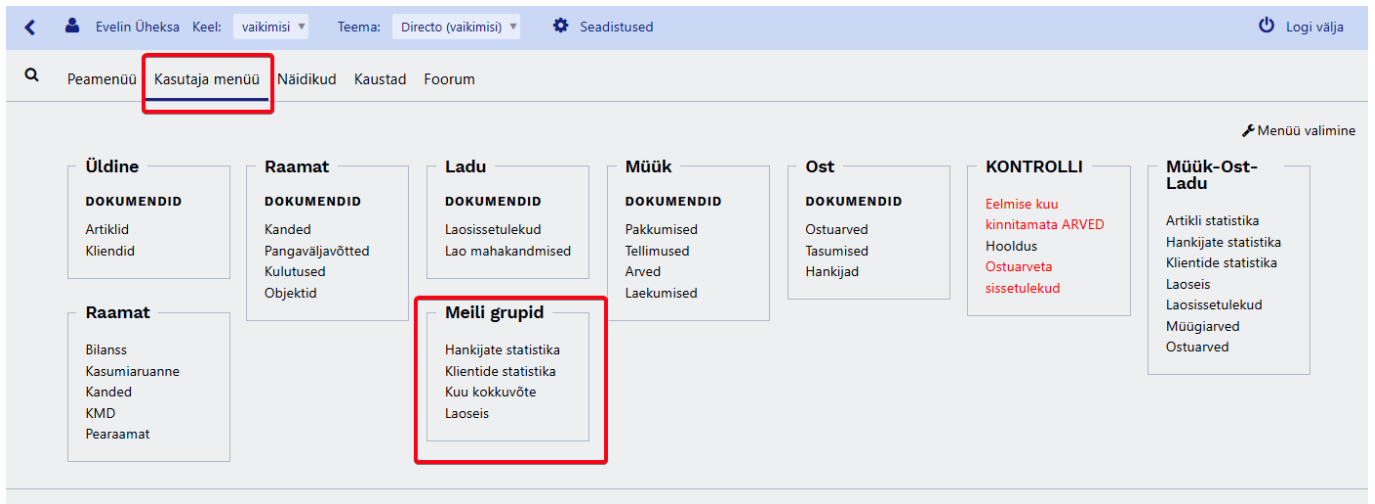 Evelin Üheksa Keel: vaikimisi Teema: Directo (vaikimisi) Seadistused Logi välja
Peamenüü Kasutaja menüü Näidikud Kaustad Foorum
Menüü valimine
Üldine
DOKUMENDID
Artiklid
Kliendid
Raamat
DOKUMENDID
Kanded
Pangaväljavõtted
Kulutused
Objektid
Ladu
DOKUMENDID
Laosissetulekud
Lao mahakandmised
Müük
DOKUMENDID
Pakkumised
Tellimused
Arved
Laekumised
Ost
DOKUMENDID
Ostuarved
Tasumised
Hankijad
KONTROLLI
Eelmise kuu
kinnitamata ARVED
Hooldus
Ostuarveta
sissetulekud
Müük-Ost-
Ladu
Artikli statistika
Hankijate statistika
Klientide statistika
Laoseis
Laosissetulekud
Müügiarved
Ostuarved
Raamat
Bilanss
Kasumiaruanne
Kanded
KMD
Pearaamat
Meili grupid
Hankijate statistika
Klientide statistika
Kuu kokkuvõte
Laoseis